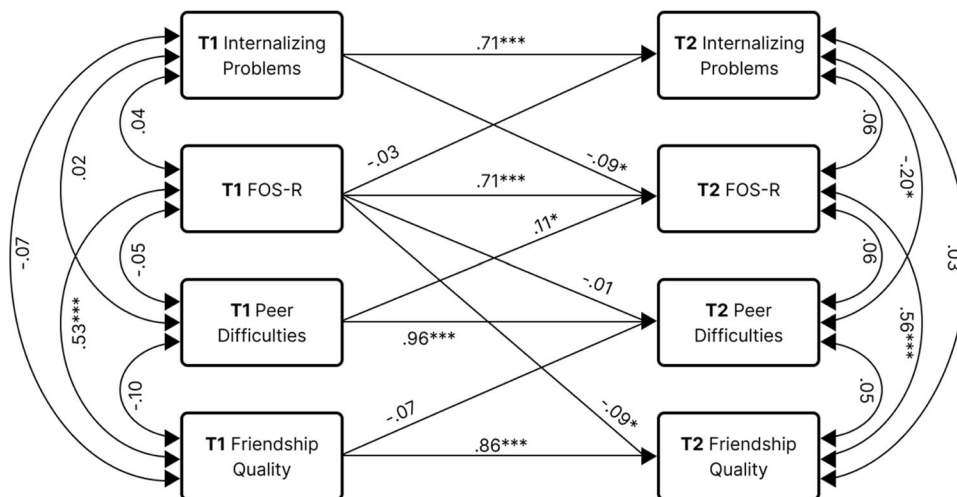 T1 Internalizing
Problems
.71***
T2 Internalizing
Problems
.04
.06
.02
-.03
-.09*
-.20*
T1 FOS-R
.71***
T2 FOS-R
.11*
-.07
-.05
.06
.03
-.01
T1 Peer
Difficulties
.96***
T2 Peer
Difficulties
.53***
.56***
-.10
.05
-.07
-.09*
T1 Friendship
Quality
.86***
T2 Friendship
Quality